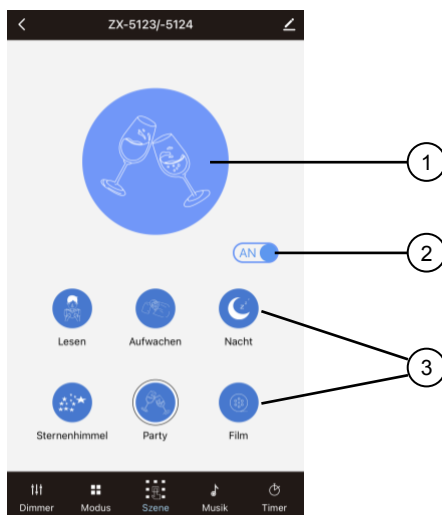 ZX-5123/-5124
1
AN
2
Lesen Aufwachen Nacht
3
Sternenhimmel Party Film
Dimmer Modus Szene Musik Timer